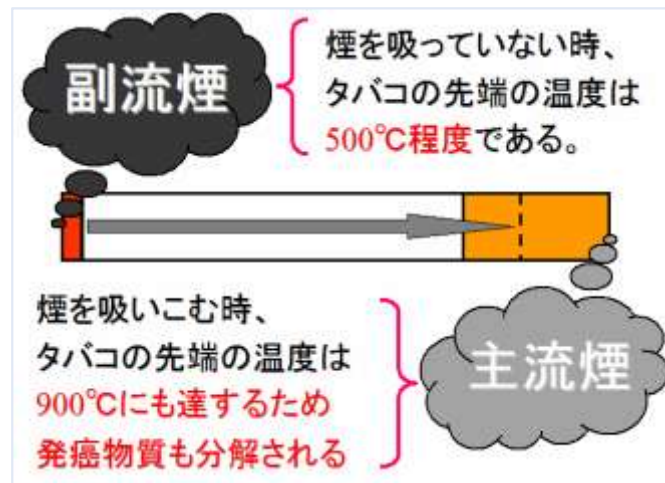 副流煙
煙を吸っていない時、
タバコの先端の温度は
500℃程度である。
煙を吸いこむ時、
タバコの先端の温度は
900℃にも達するため
発癌物質も分解される
主流煙